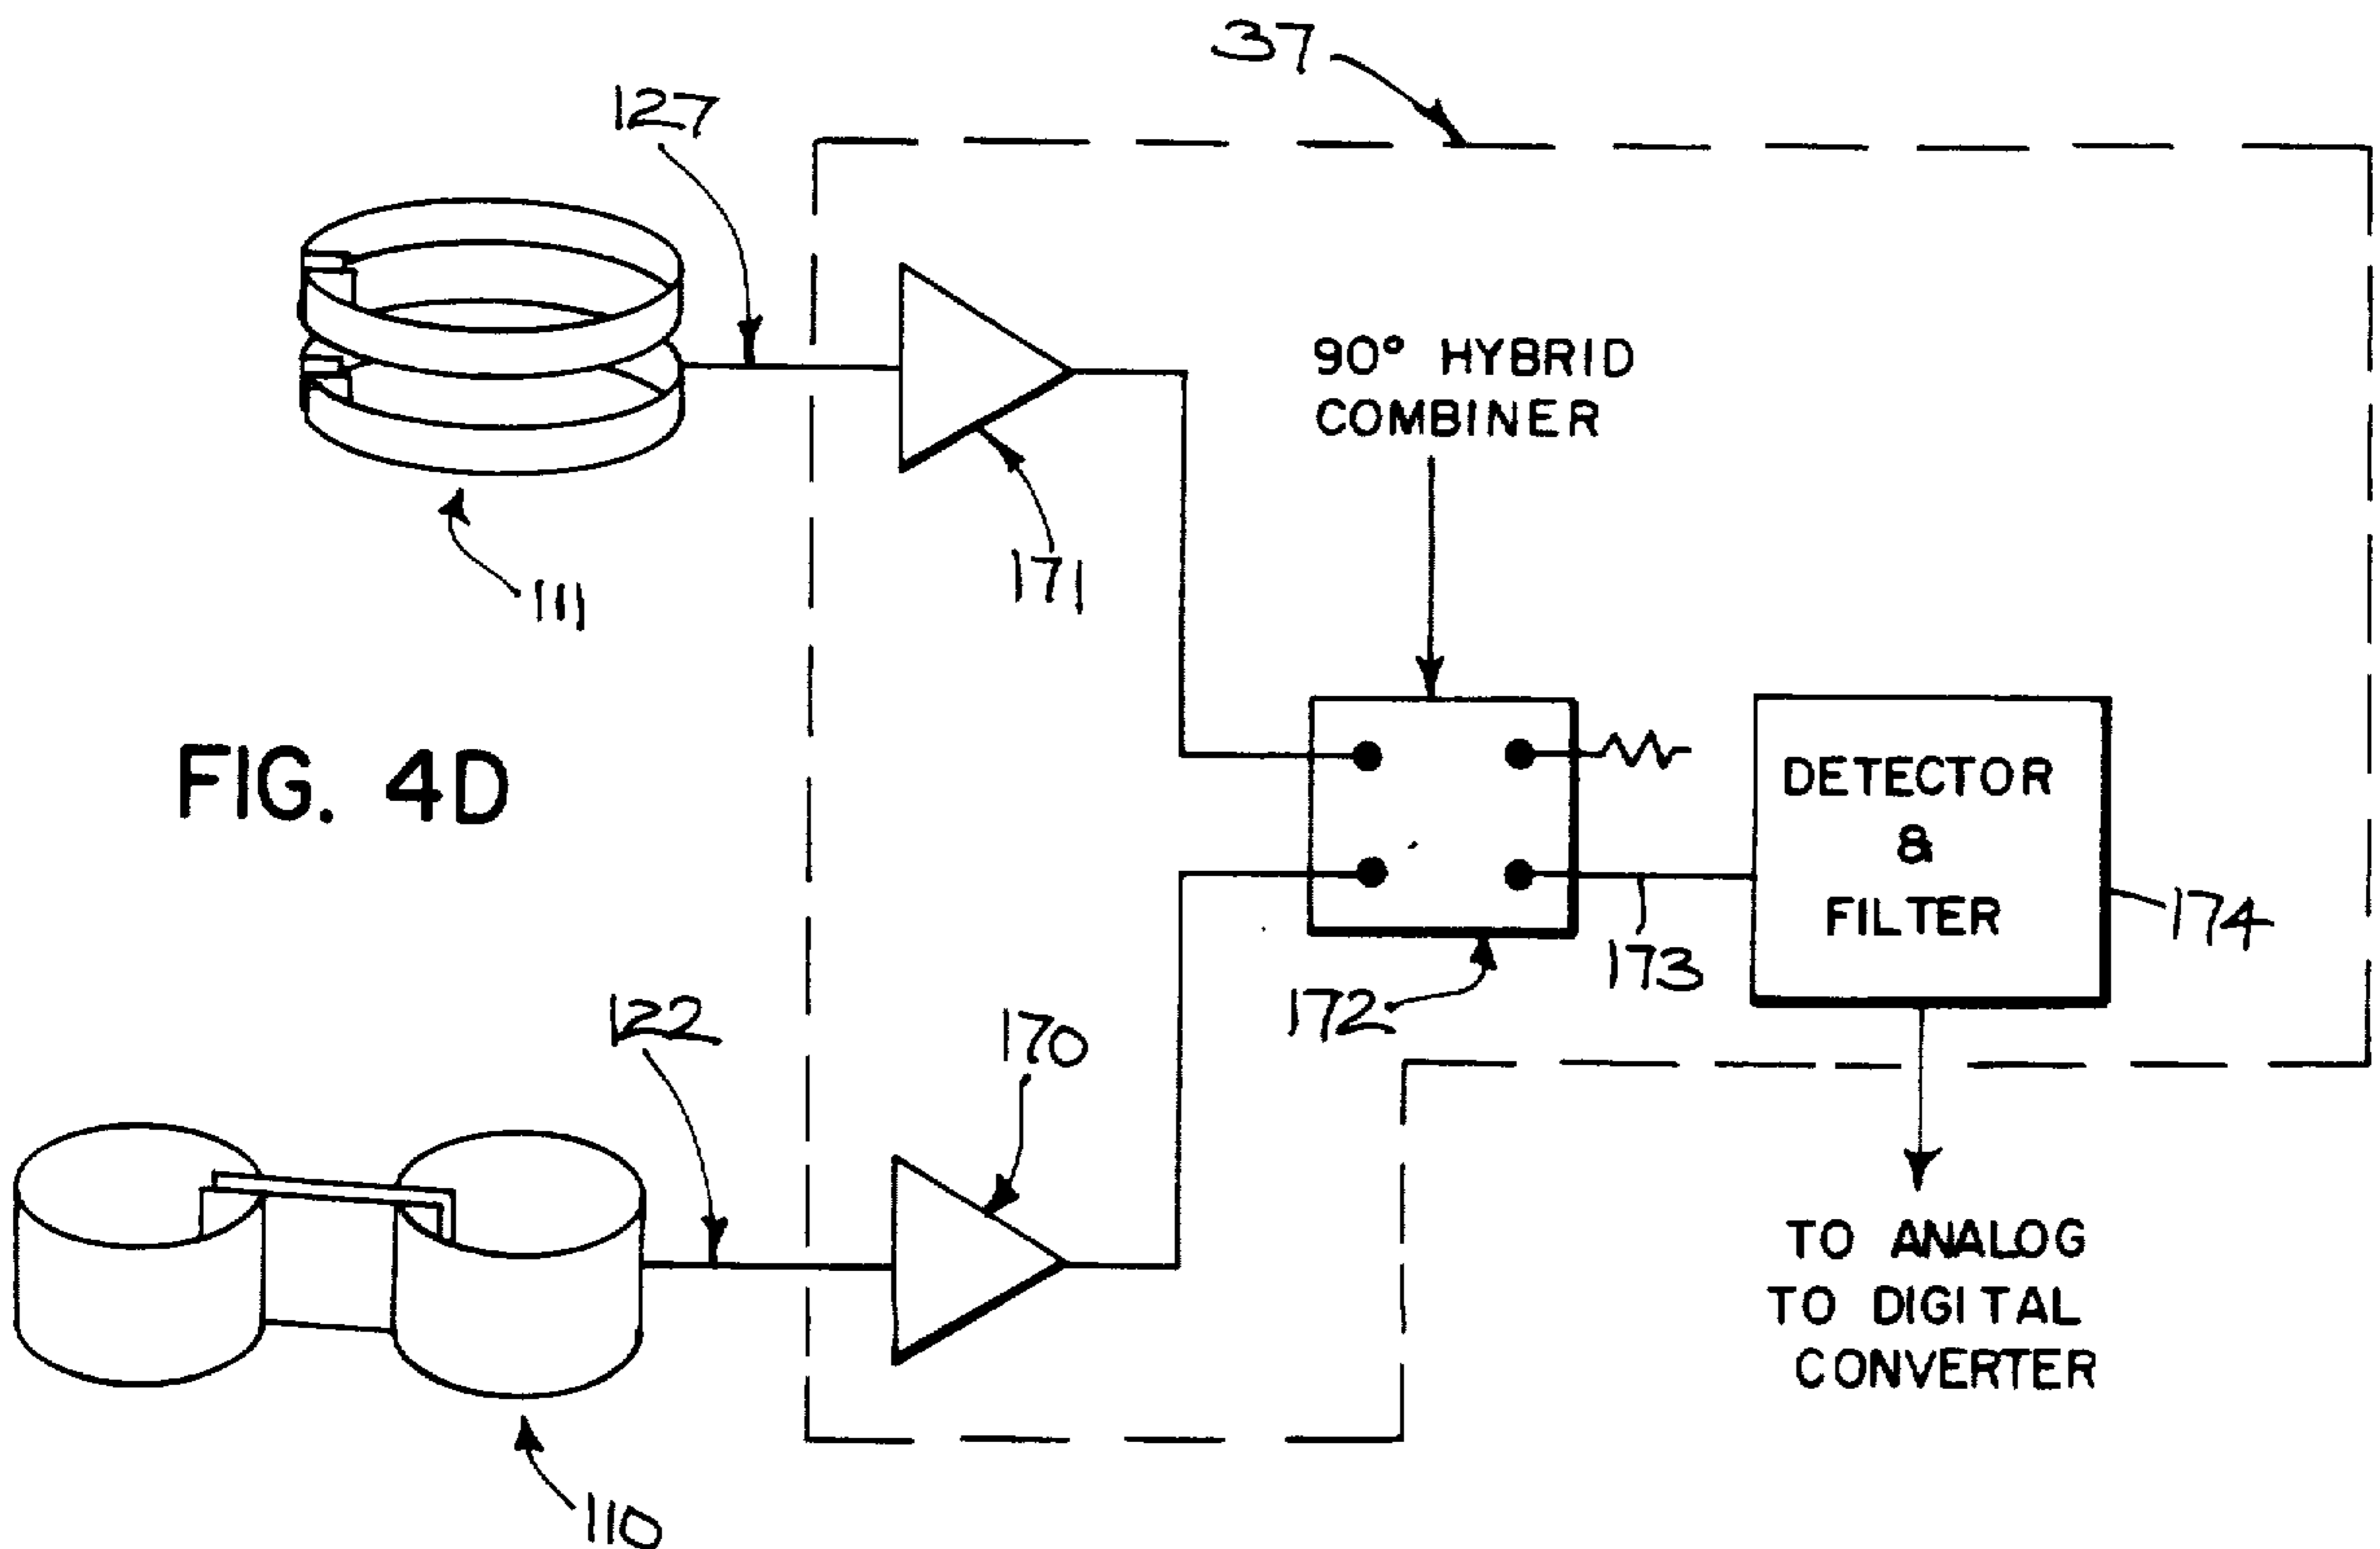 37
127
90° HYBRID
COMBINER
171
111
FIG. 4D
DETECTOR
&
FILTER
174
173
172
122
170
TO ANALOG
TO DIGITAL
CONVERTER
110